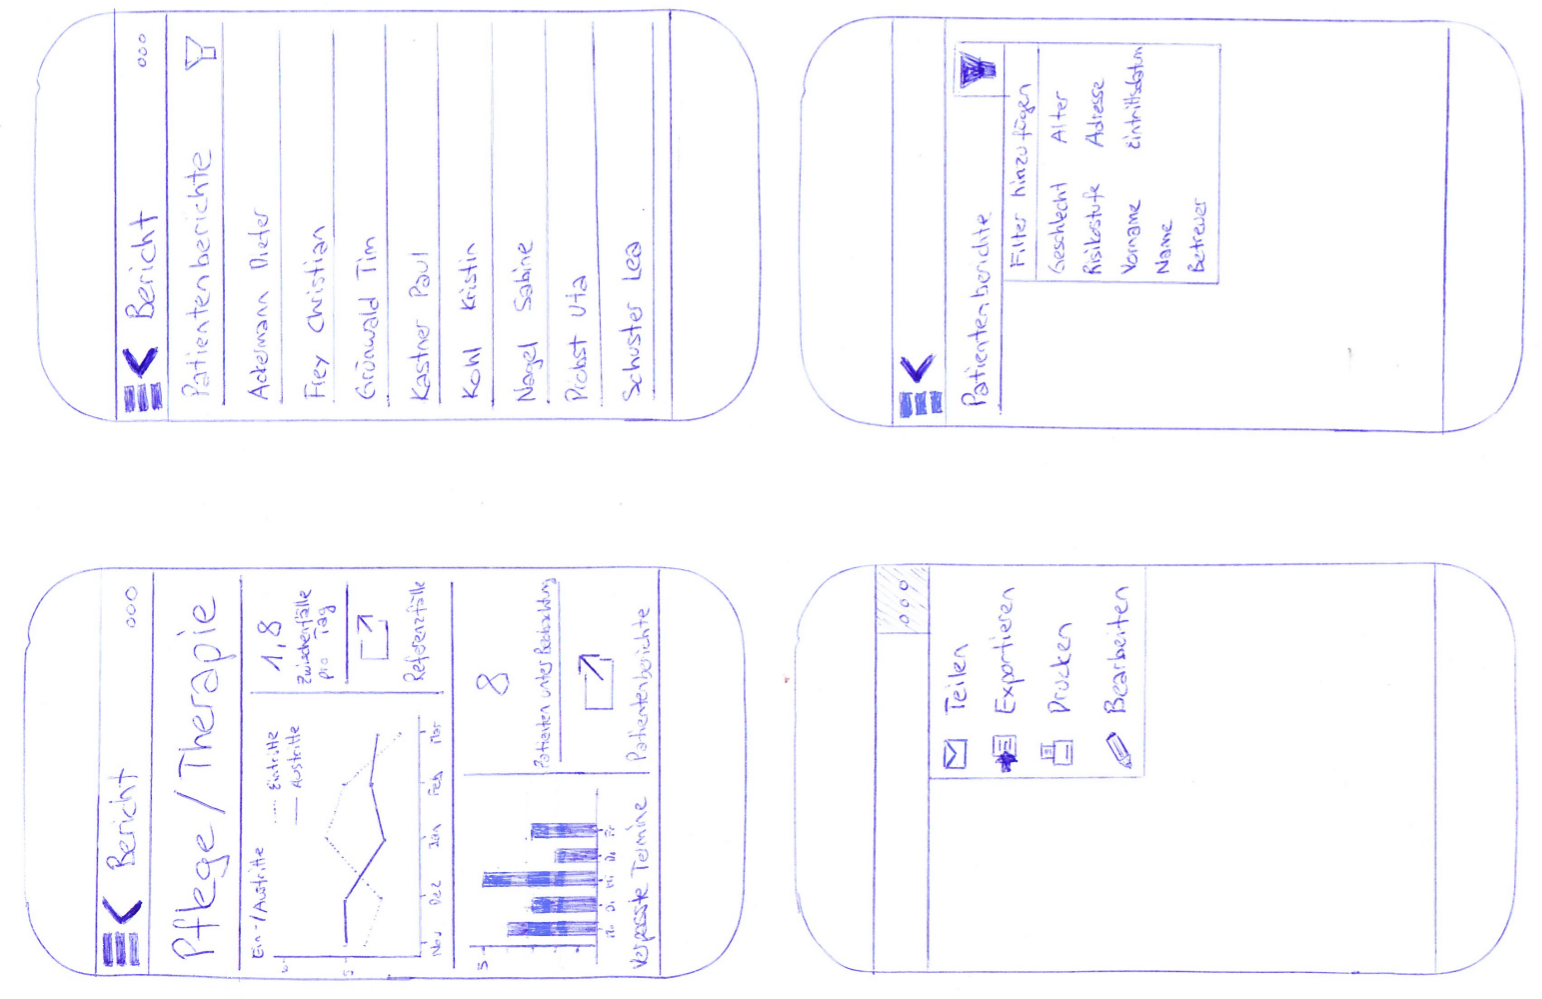 Bericht
ooo
Pflege / Therapie
Ein-/Austritte
Eintritte
Austritte
5
Nov Dez Jan Feb Mar
1,8
Zwischenfälle
pro Tag
Referenzfälle
5
Mo Di Mi Do Fr
Verpasste Termine
8
Patienten unter Beobachtung
Patientenberichte
Bericht
ooo
Patientenberichte
Ackermann Dieter
Frey Christian
Grünwald Tim
Kastner Paul
Kohl Kristin
Nagel Sabine
Probst Uta
Schuster Lea
ooo
Teilen
Exportieren
Drucken
Bearbeiten
Patientenberichte
Filter hinzufügen
Geschlecht Alter
Risikostufe Adresse
Vorname Eintrittsdatum
Name
Betreuer